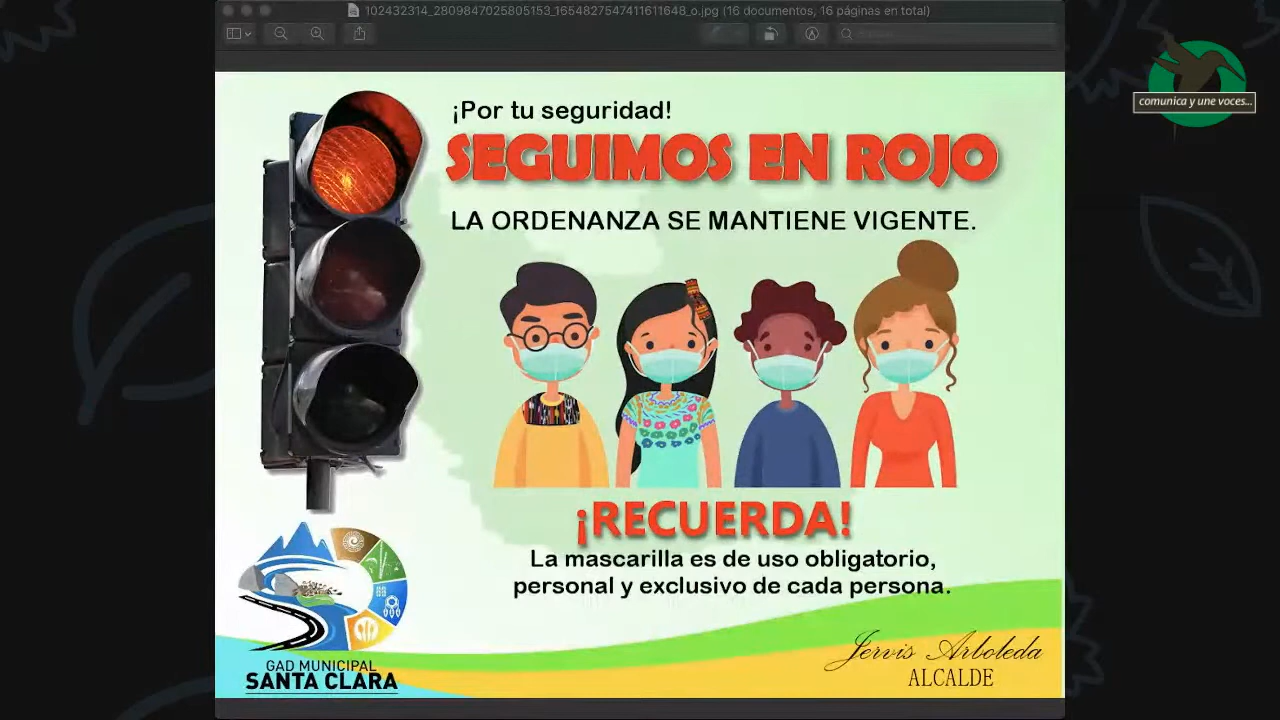 102432314_2809847025805153_1654827547411611648_o.jpg (16 documentos, 16 páginas en total)
comunica y une voces...
¡Por tu seguridad!
SEGUIMOS EN ROJO
LA ORDENANZA SE MANTIENE VIGENTE.
¡RECUERDA!
La mascarilla es de uso obligatorio,
personal y exclusivo de cada persona.
Jervis Arboleda
ALCALDE
GAD MUNICIPAL
SANTA CLARA